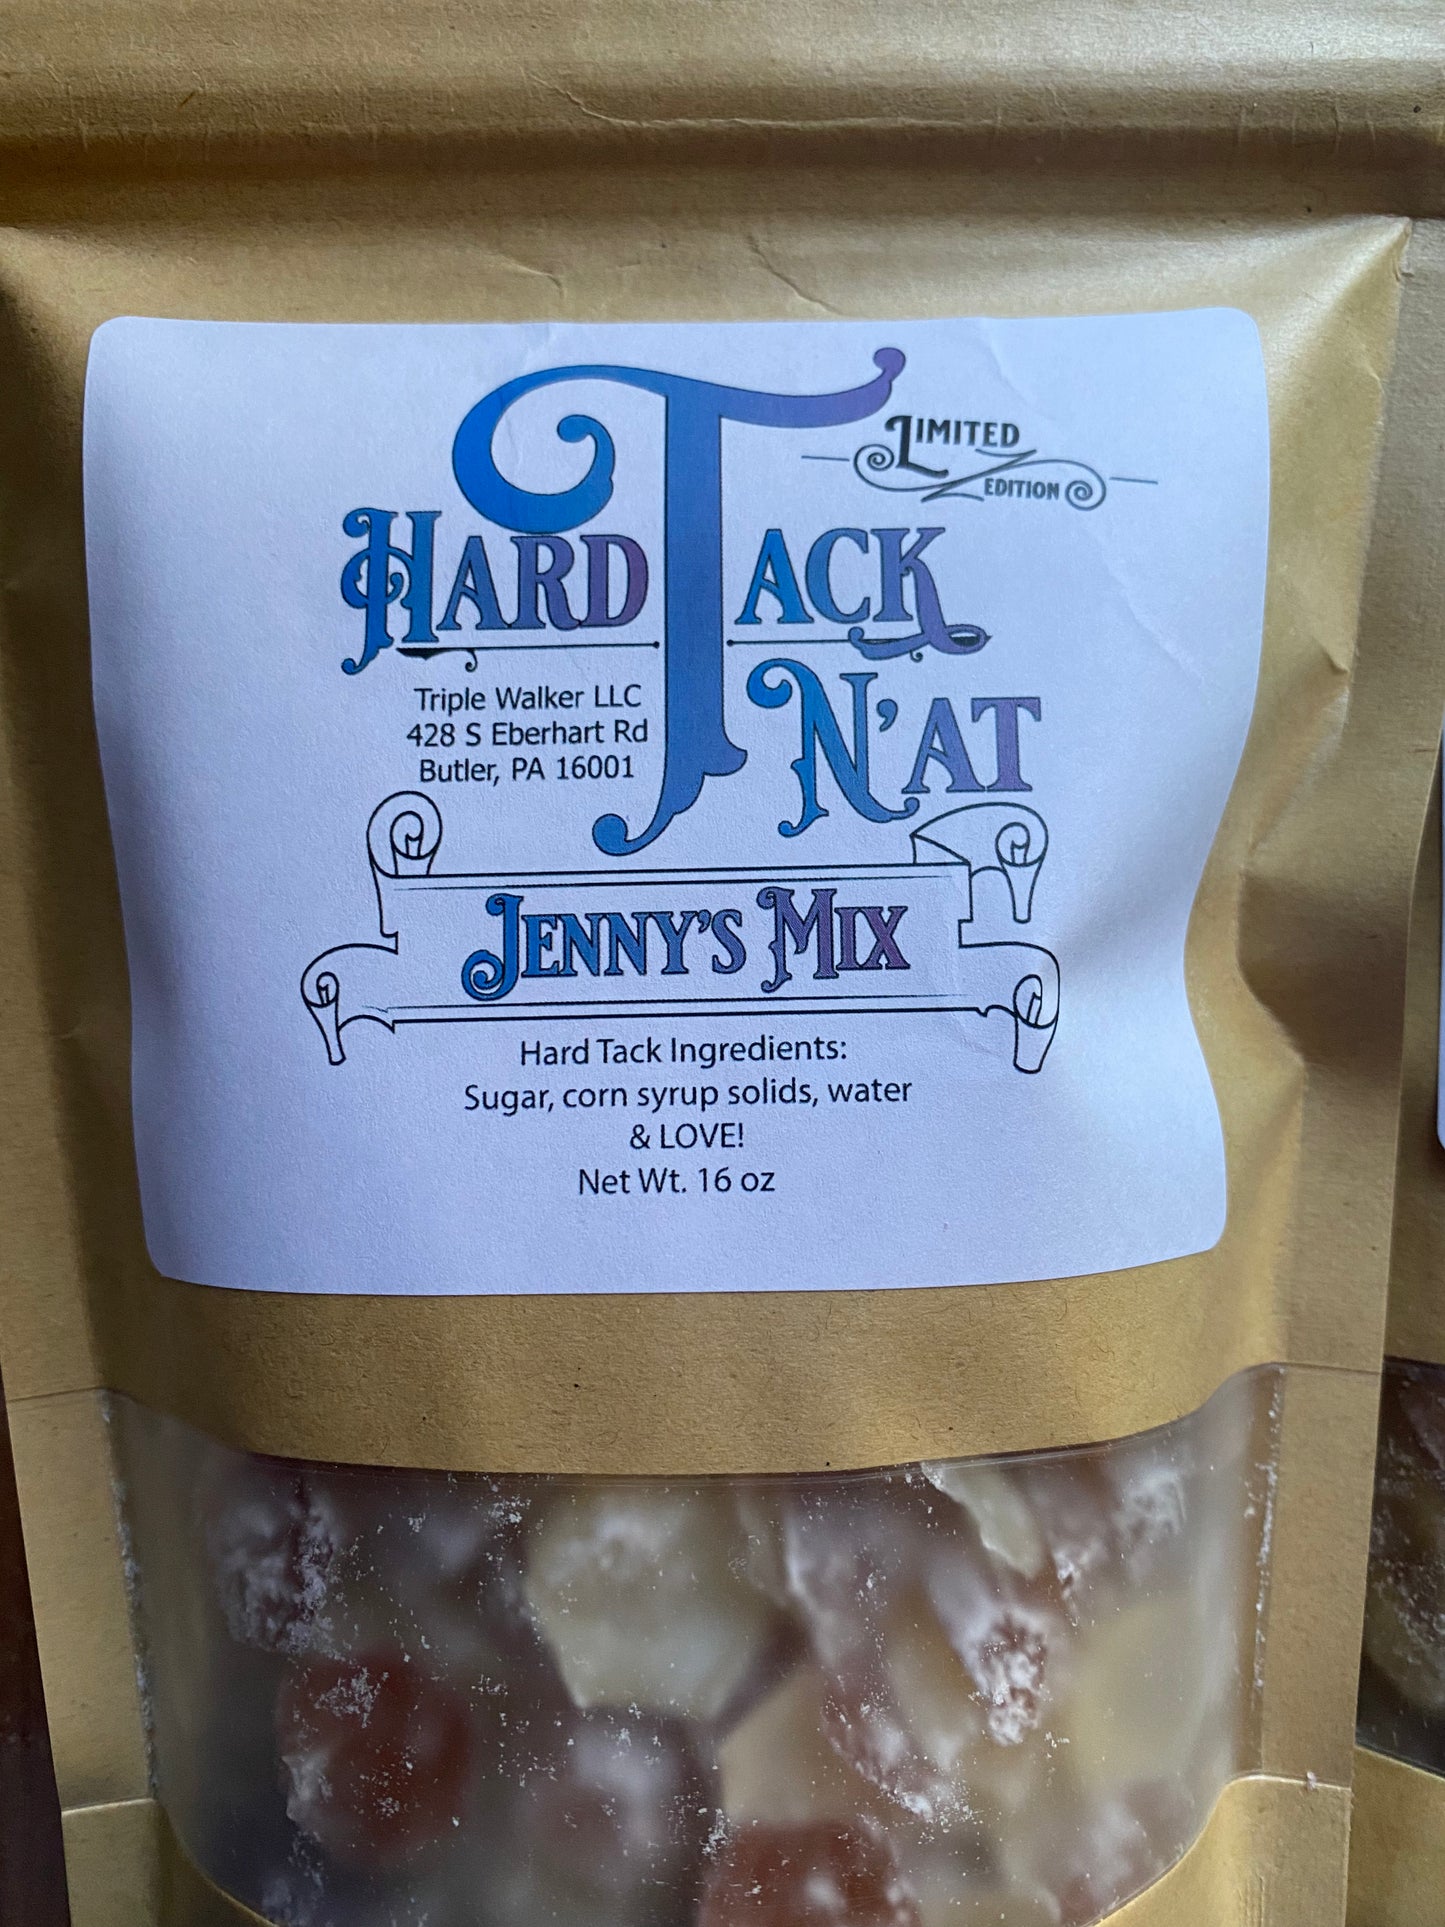 LIMITED
EDITION
HARD TACK
N'AT
Triple Walker LLC
428 S Eberhart Rd
Butler, PA 16001
JENNY'S MIX
Hard Tack Ingredients:
Sugar, corn syrup solids, water
& LOVE!
Net Wt. 16 oz